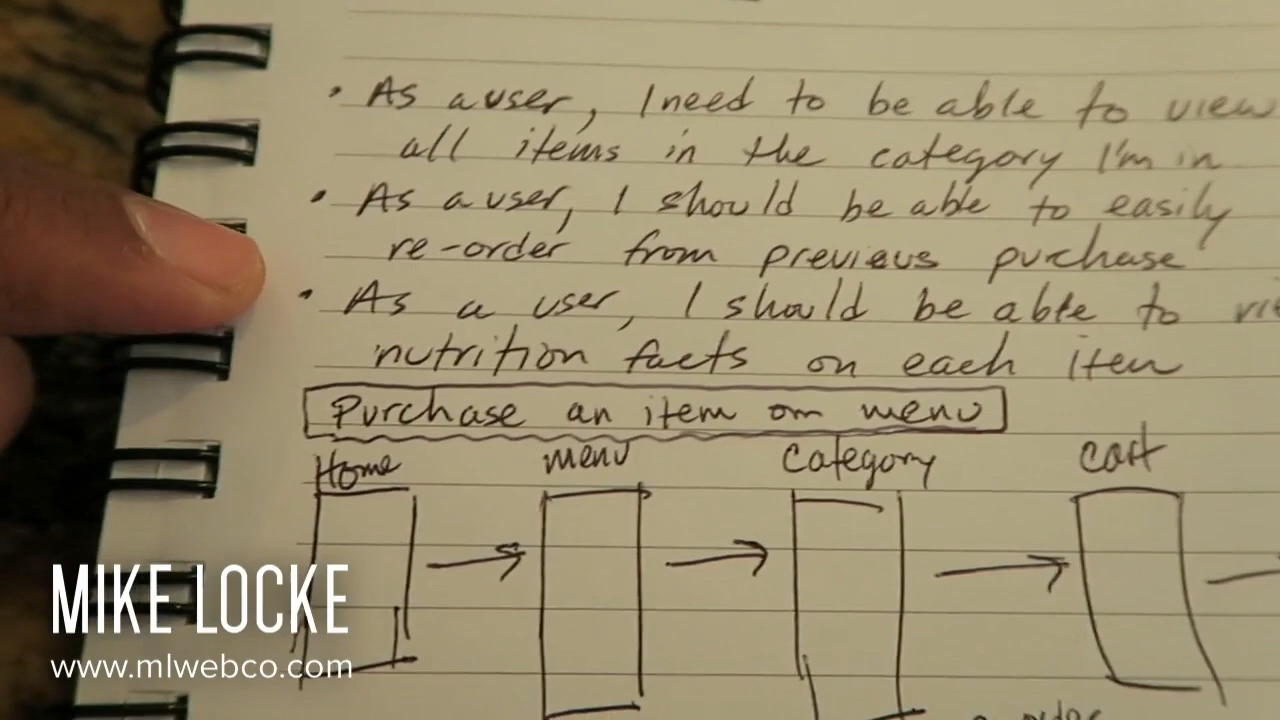 • As a user, I need to be able to view
all items in the category I'm in
• As a user, I should be able to easily
re-order from previous purchase
• As a user, I should be able to
nutrition facts on each item
Purchase an item om menu
Home menu Category cart
MIKE LOCKE
www.mlwebco.com